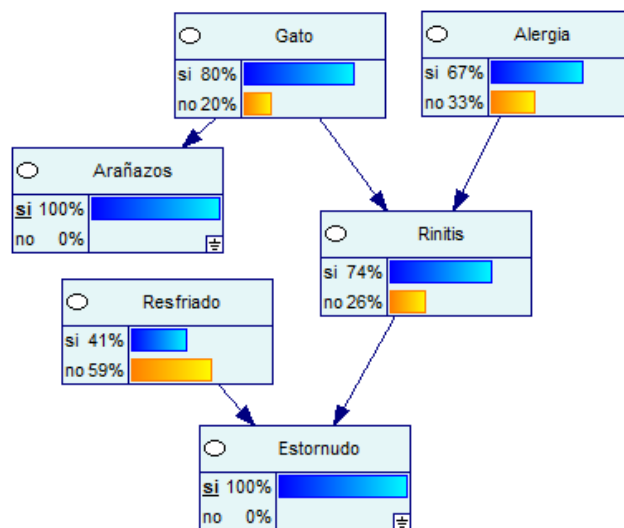 Gato
si 80%
no 20%
Alergia
si 67%
no 33%
Arañazos
si 100%
no 0%
Rinitis
si 74%
no 26%
Resfriado
si 41%
no 59%
Estornudo
si 100%
no 0%